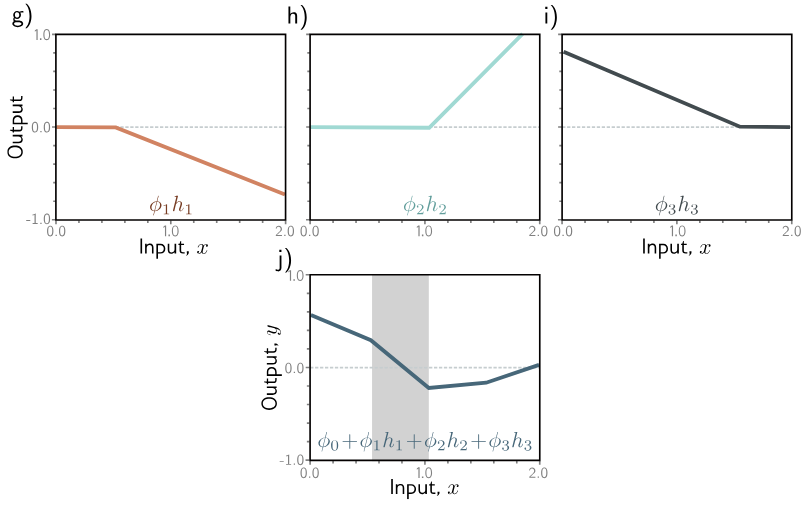 g)
h)
i)
Output
1.0
0.0
-1.0
ϕ₁h₁
ϕ₂h₂
ϕ₃h₃
0.0 1.0 2.0
0.0 1.0 2.0
0.0 1.0 2.0
Input, x
Input, x
j)
Output, y
1.0
0.0
-1.0
ϕ₀+ϕ₁h₁+ϕ₂h₂+ϕ₃h₃
0.0 1.0 2.0
Input, x